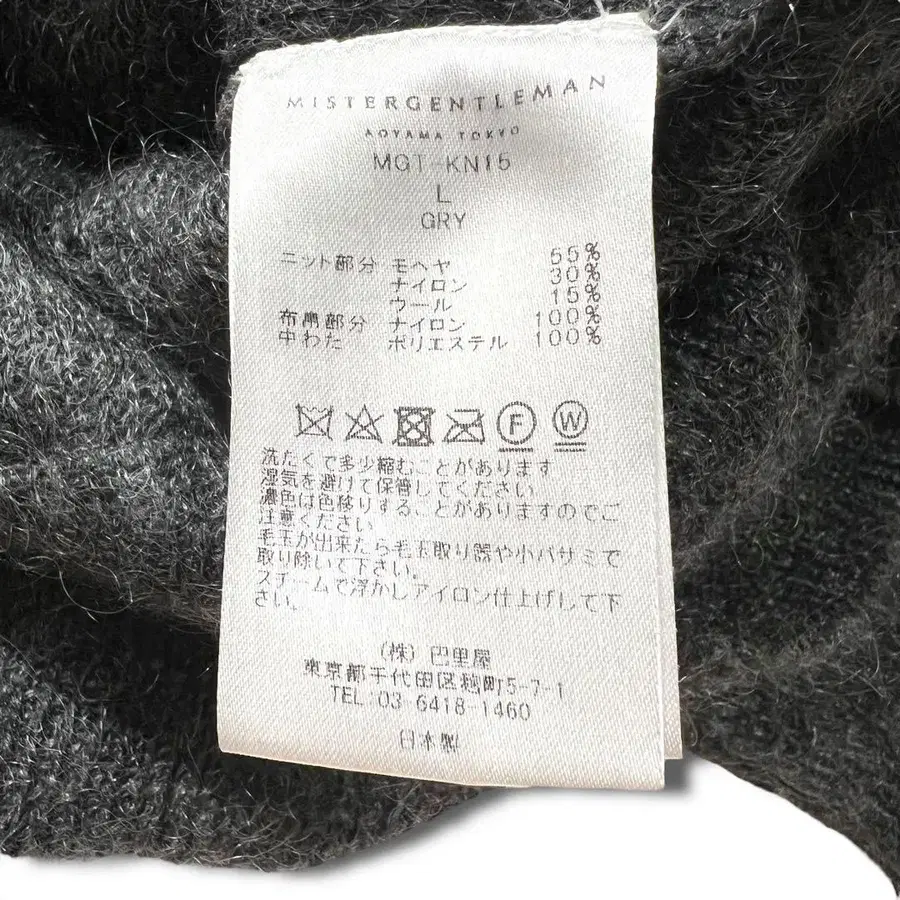 MISTERGENTLEMAN
AOYAMA TOKYO
MGT-KN15
L
GRY
ニット部分 モヘヤ 55%
ナイロン 30%
ウール 15%
布帛部分 ナイロン 100%
中わた ポリエステル 100%
F W
洗たくで多少縮むことがあります
湿気を避けて保管してください
濃色は色移りすることがありますのでご
注意ください
毛玉が出来たら毛玉取り器や小バサミで
取り除いて下さい。
スチームで浮かしアイロン仕上げして下
さい。
(株) 巴里屋
東京都千代田区麹町5-7-1
TEL:03 6418-1460
日本製